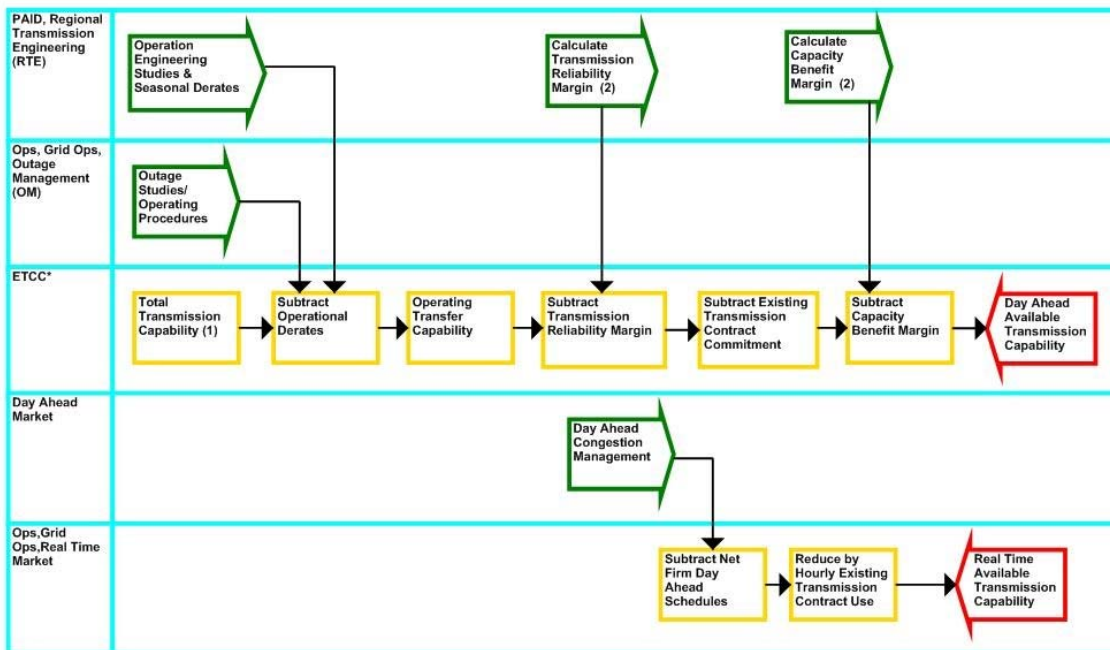 PAID, Regional
Transmission
Engineering
(RTE)
Operation
Engineering
Studies &
Seasonal Derates
Calculate
Transmission
Reliability
Margin (2)
Calculate
Capacity
Benefit
Margin (2)
Ops, Grid Ops,
Outage
Management
(OM)
Outage
Studies/
Operating
Procedures
ETCC*
Total
Transmission
Capability (1)
Subtract
Operational
Derates
Operating
Transfer
Capability
Subtract
Transmission
Reliability Margin
Subtract Existing
Transmission
Contract
Commitment
Subtract
Capacity
Benefit Margin
Day Ahead
Available
Transmission
Capability
Day Ahead
Market
Day Ahead
Congestion
Management
Ops,Grid
Ops,Real Time
Market
Subtract Net
Firm Day
Ahead
Schedules
Reduce by
Hourly Existing
Transmission
Contract Use
Real Time
Available
Transmission
Capability